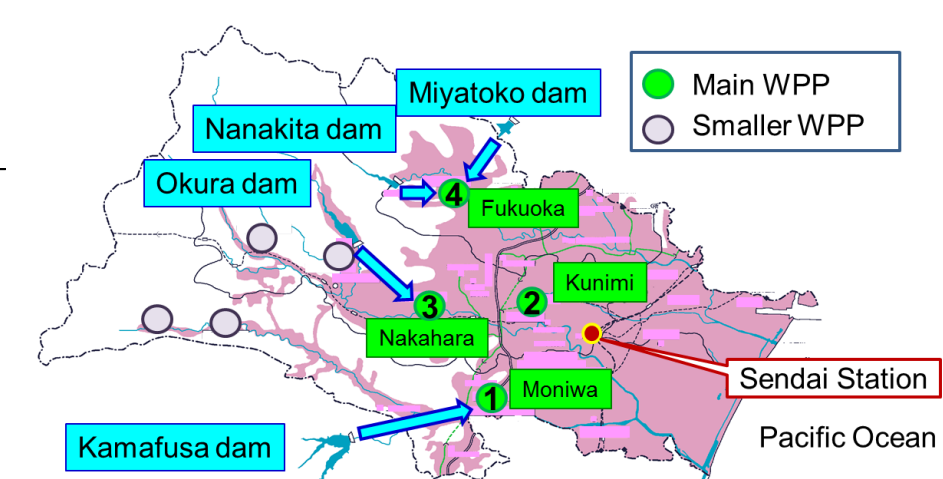 Miyatoko dam
Main WPP
Smaller WPP
Nanakita dam
Okura dam
4
Fukuoka
Kunimi
2
3
Nakahara
Sendai Station
Moniwa
1
Kamafusa dam
Pacific Ocean